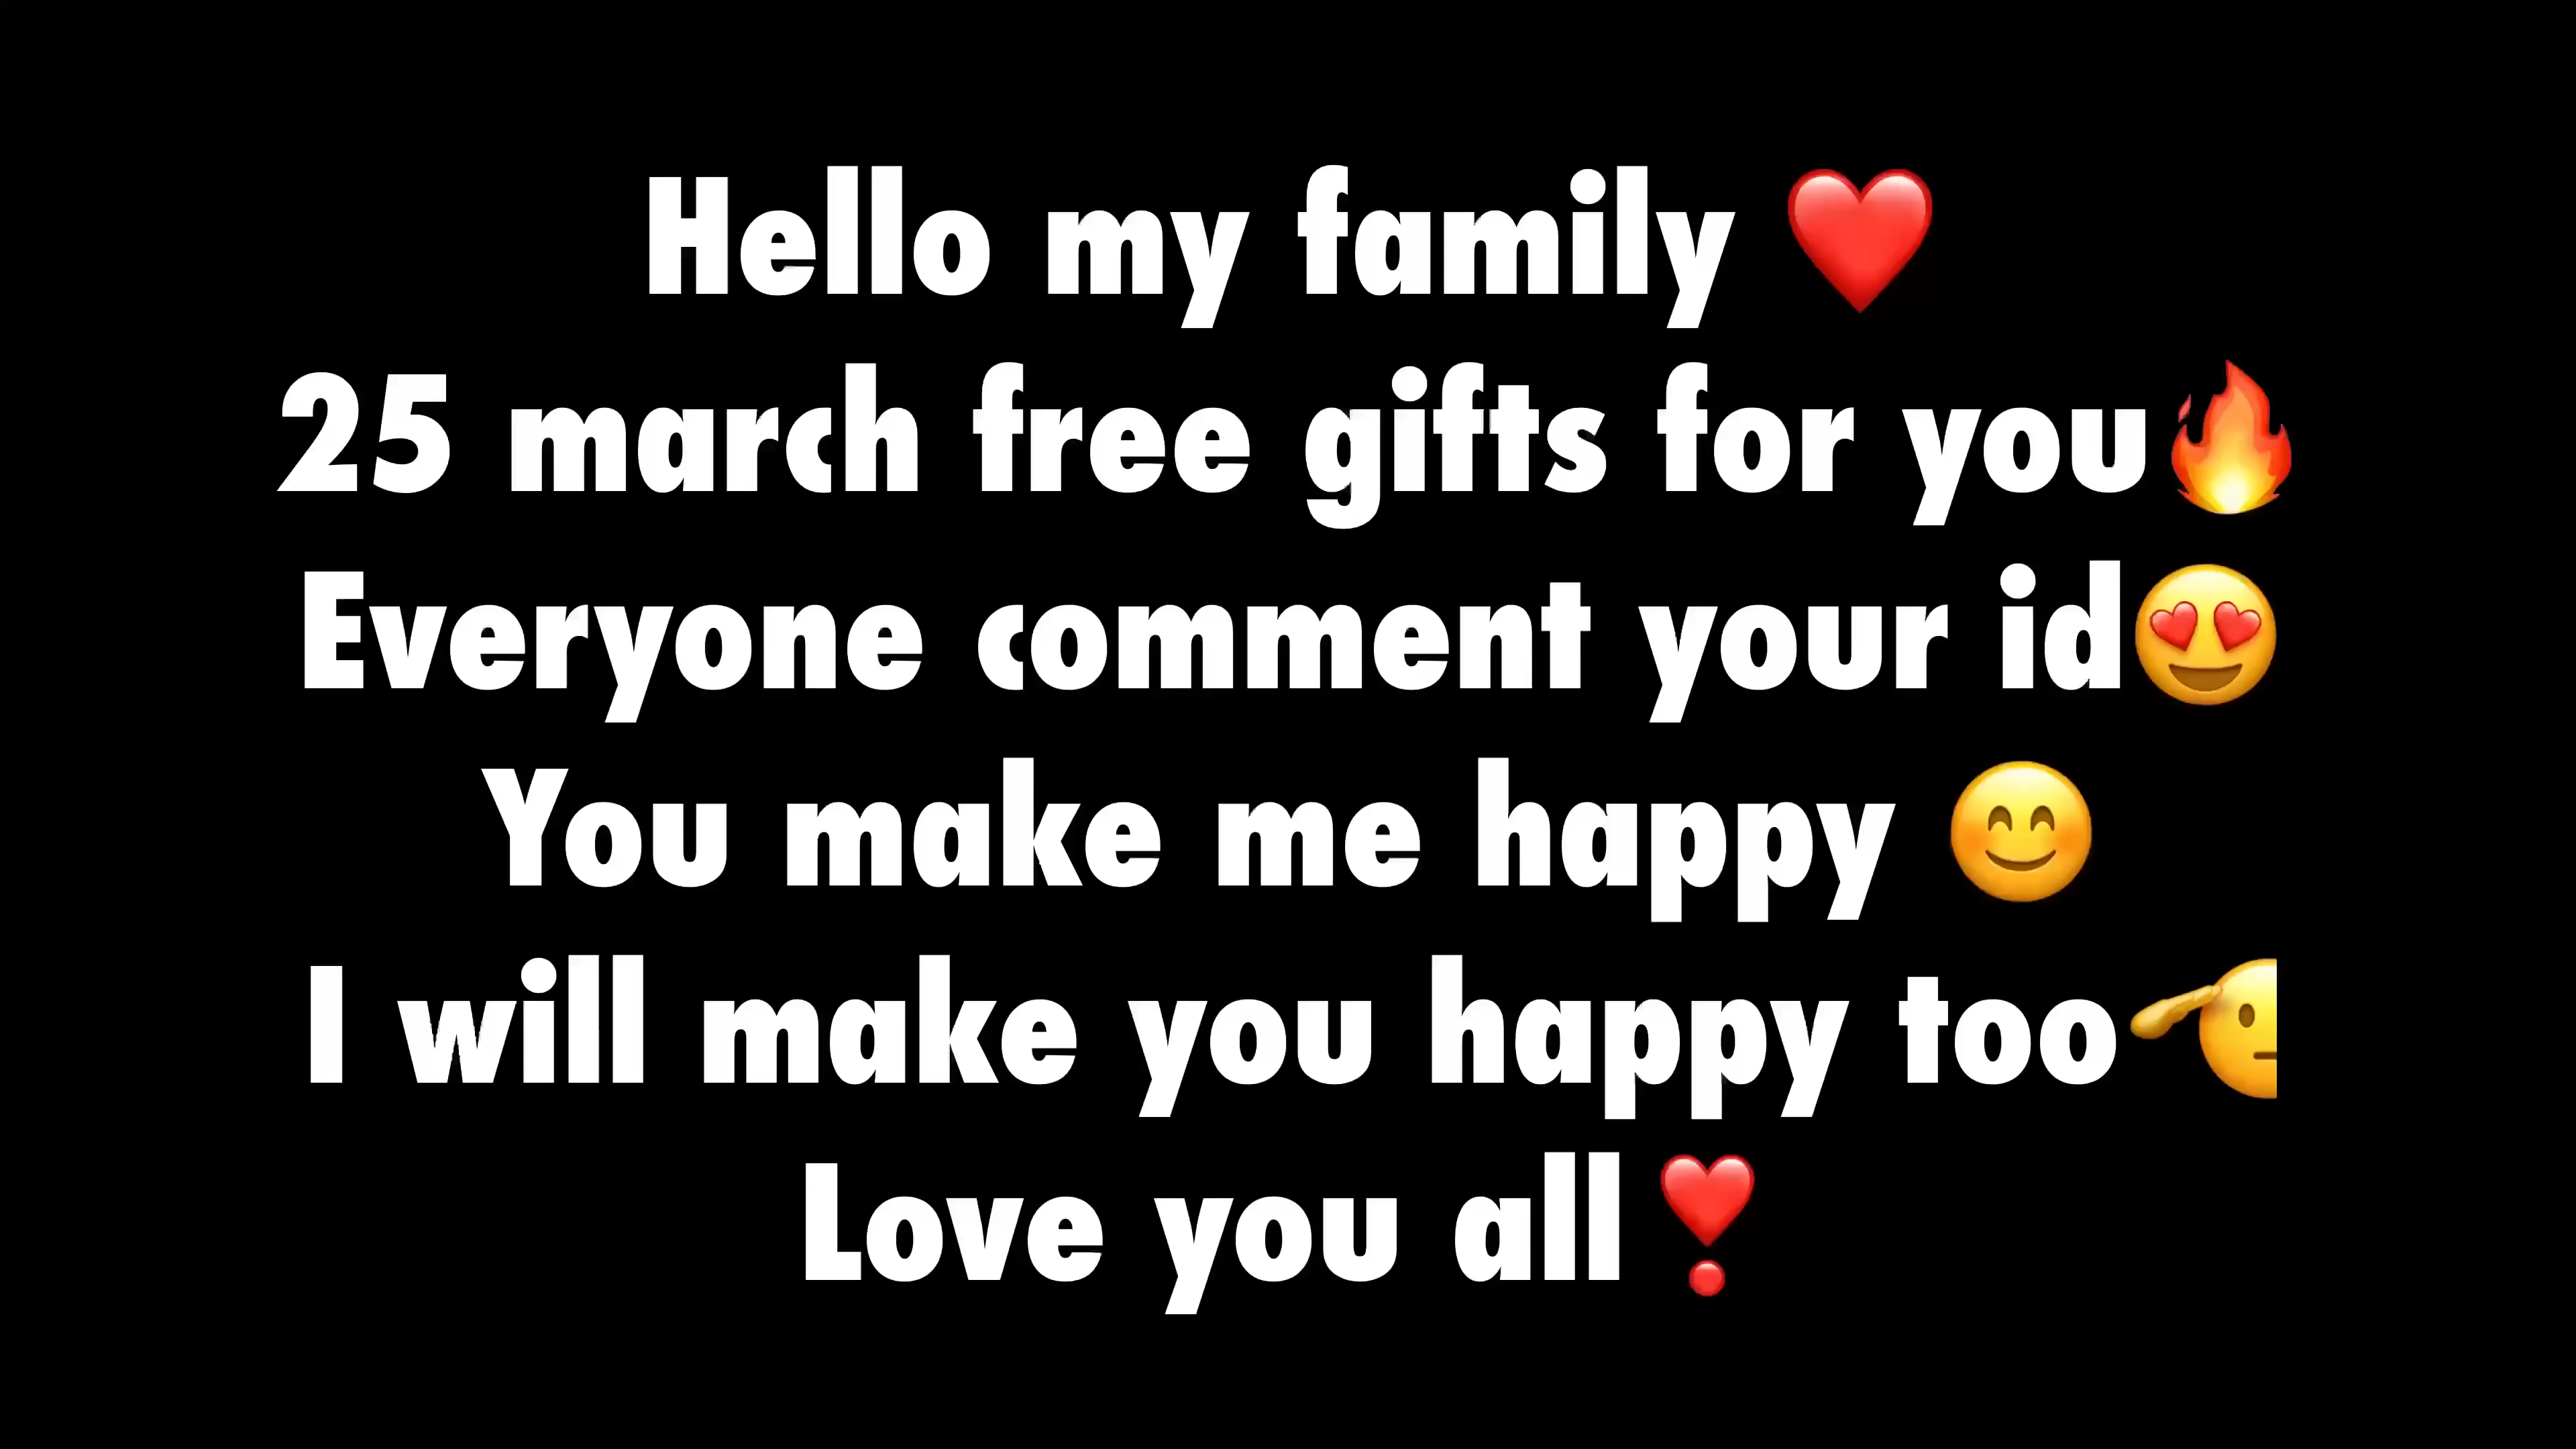 Hello my family ❤️
25 march free gifts for you🔥
Everyone comment your id😍
You make me happy 😊
I will make you happy too🫡
Love you all❣️